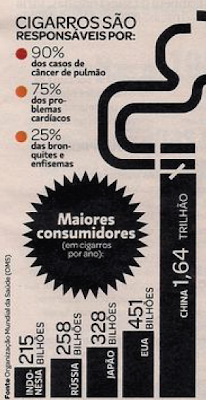 CIGARROS SÃO
RESPONSÁVEIS POR:
90%
dos casos de
câncer de pulmão
75%
dos pro-
blemas
cardíacos
25%
das bron-
quites e
enfisemas
Maiores
consumidores
(em cigarros
por ano):
INDO-
NÉSIA
215
BILHÕES
RÚSSIA
258
BILHÕES
JAPÃO
328
BILHÕES
EUA
451
BILHÕES
CHINA 1,64 TRILHÃO
Fonte Organização Mundial da Saúde (OMS)